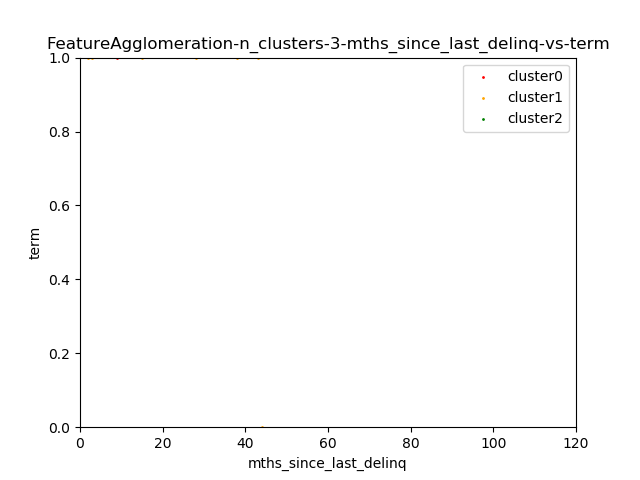 FeatureAgglomeration-n_clusters-3-mths_since_last_delinq-vs-term
1.0
0.8
0.6
0.4
0.2
0.0
term
cluster0
cluster1
cluster2
0 20 40 60 80 100 120
mths_since_last_delinq